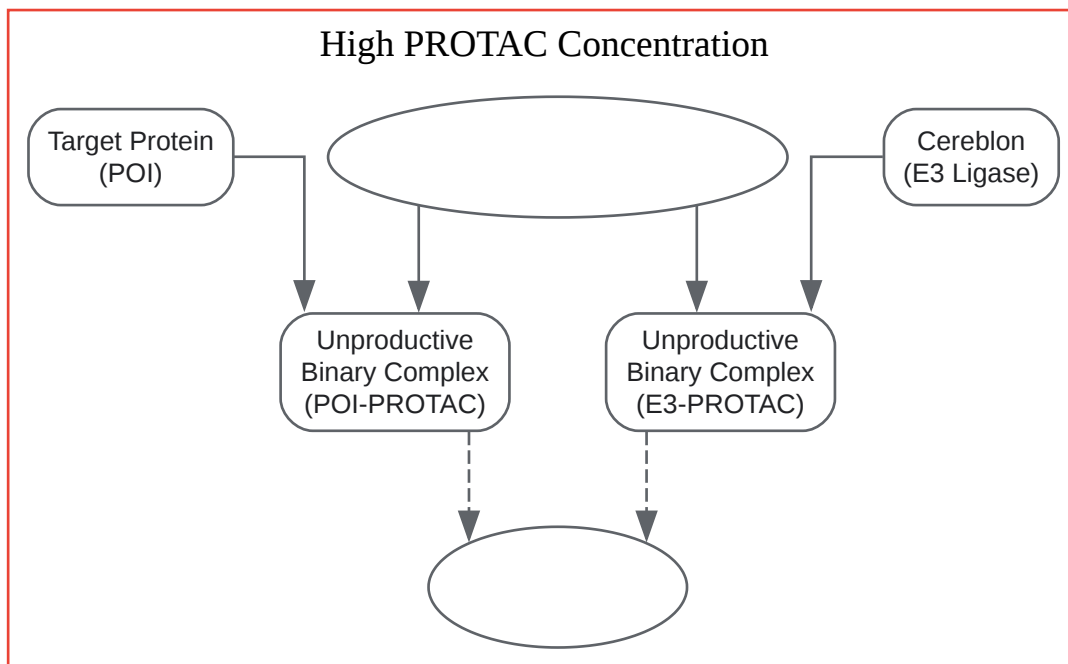 High PROTAC Concentration
Target Protein
(POI)
Cereblon
(E3 Ligase)
Unproductive
Binary Complex
(POI-PROTAC)
Unproductive
Binary Complex
(E3-PROTAC)